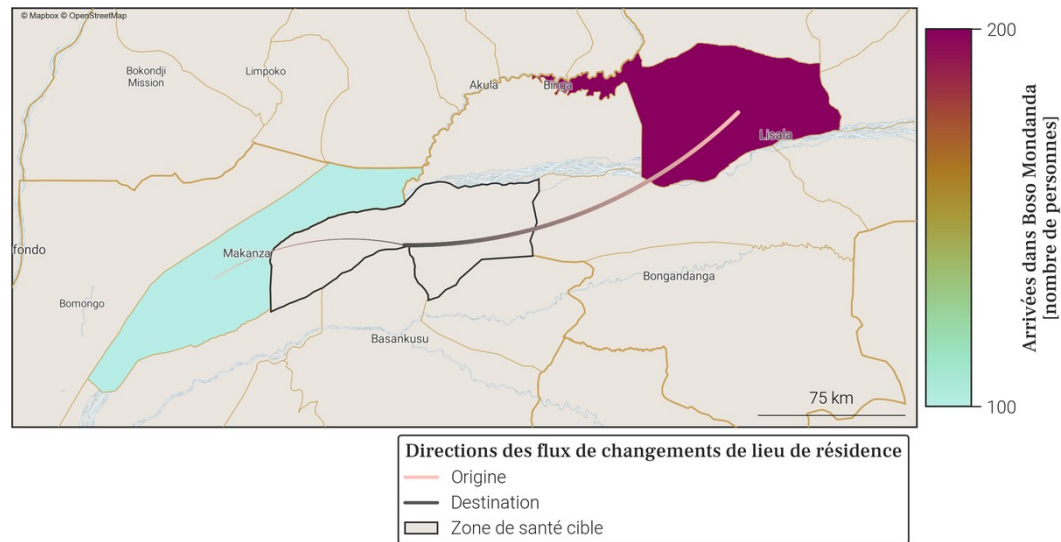 © Mapbox © OpenStreetMap
Bokondji
Mission
Limpoko
Akula
Binga
Lisala
fondo
Makanza
Bomongo
Bongandanga
Basankusu
75 km
200
100
Arrivées dans Boso Mondanda
[nombre de personnes]
Directions des flux de changements de lieu de résidence
Origine
Destination
Zone de santé cible